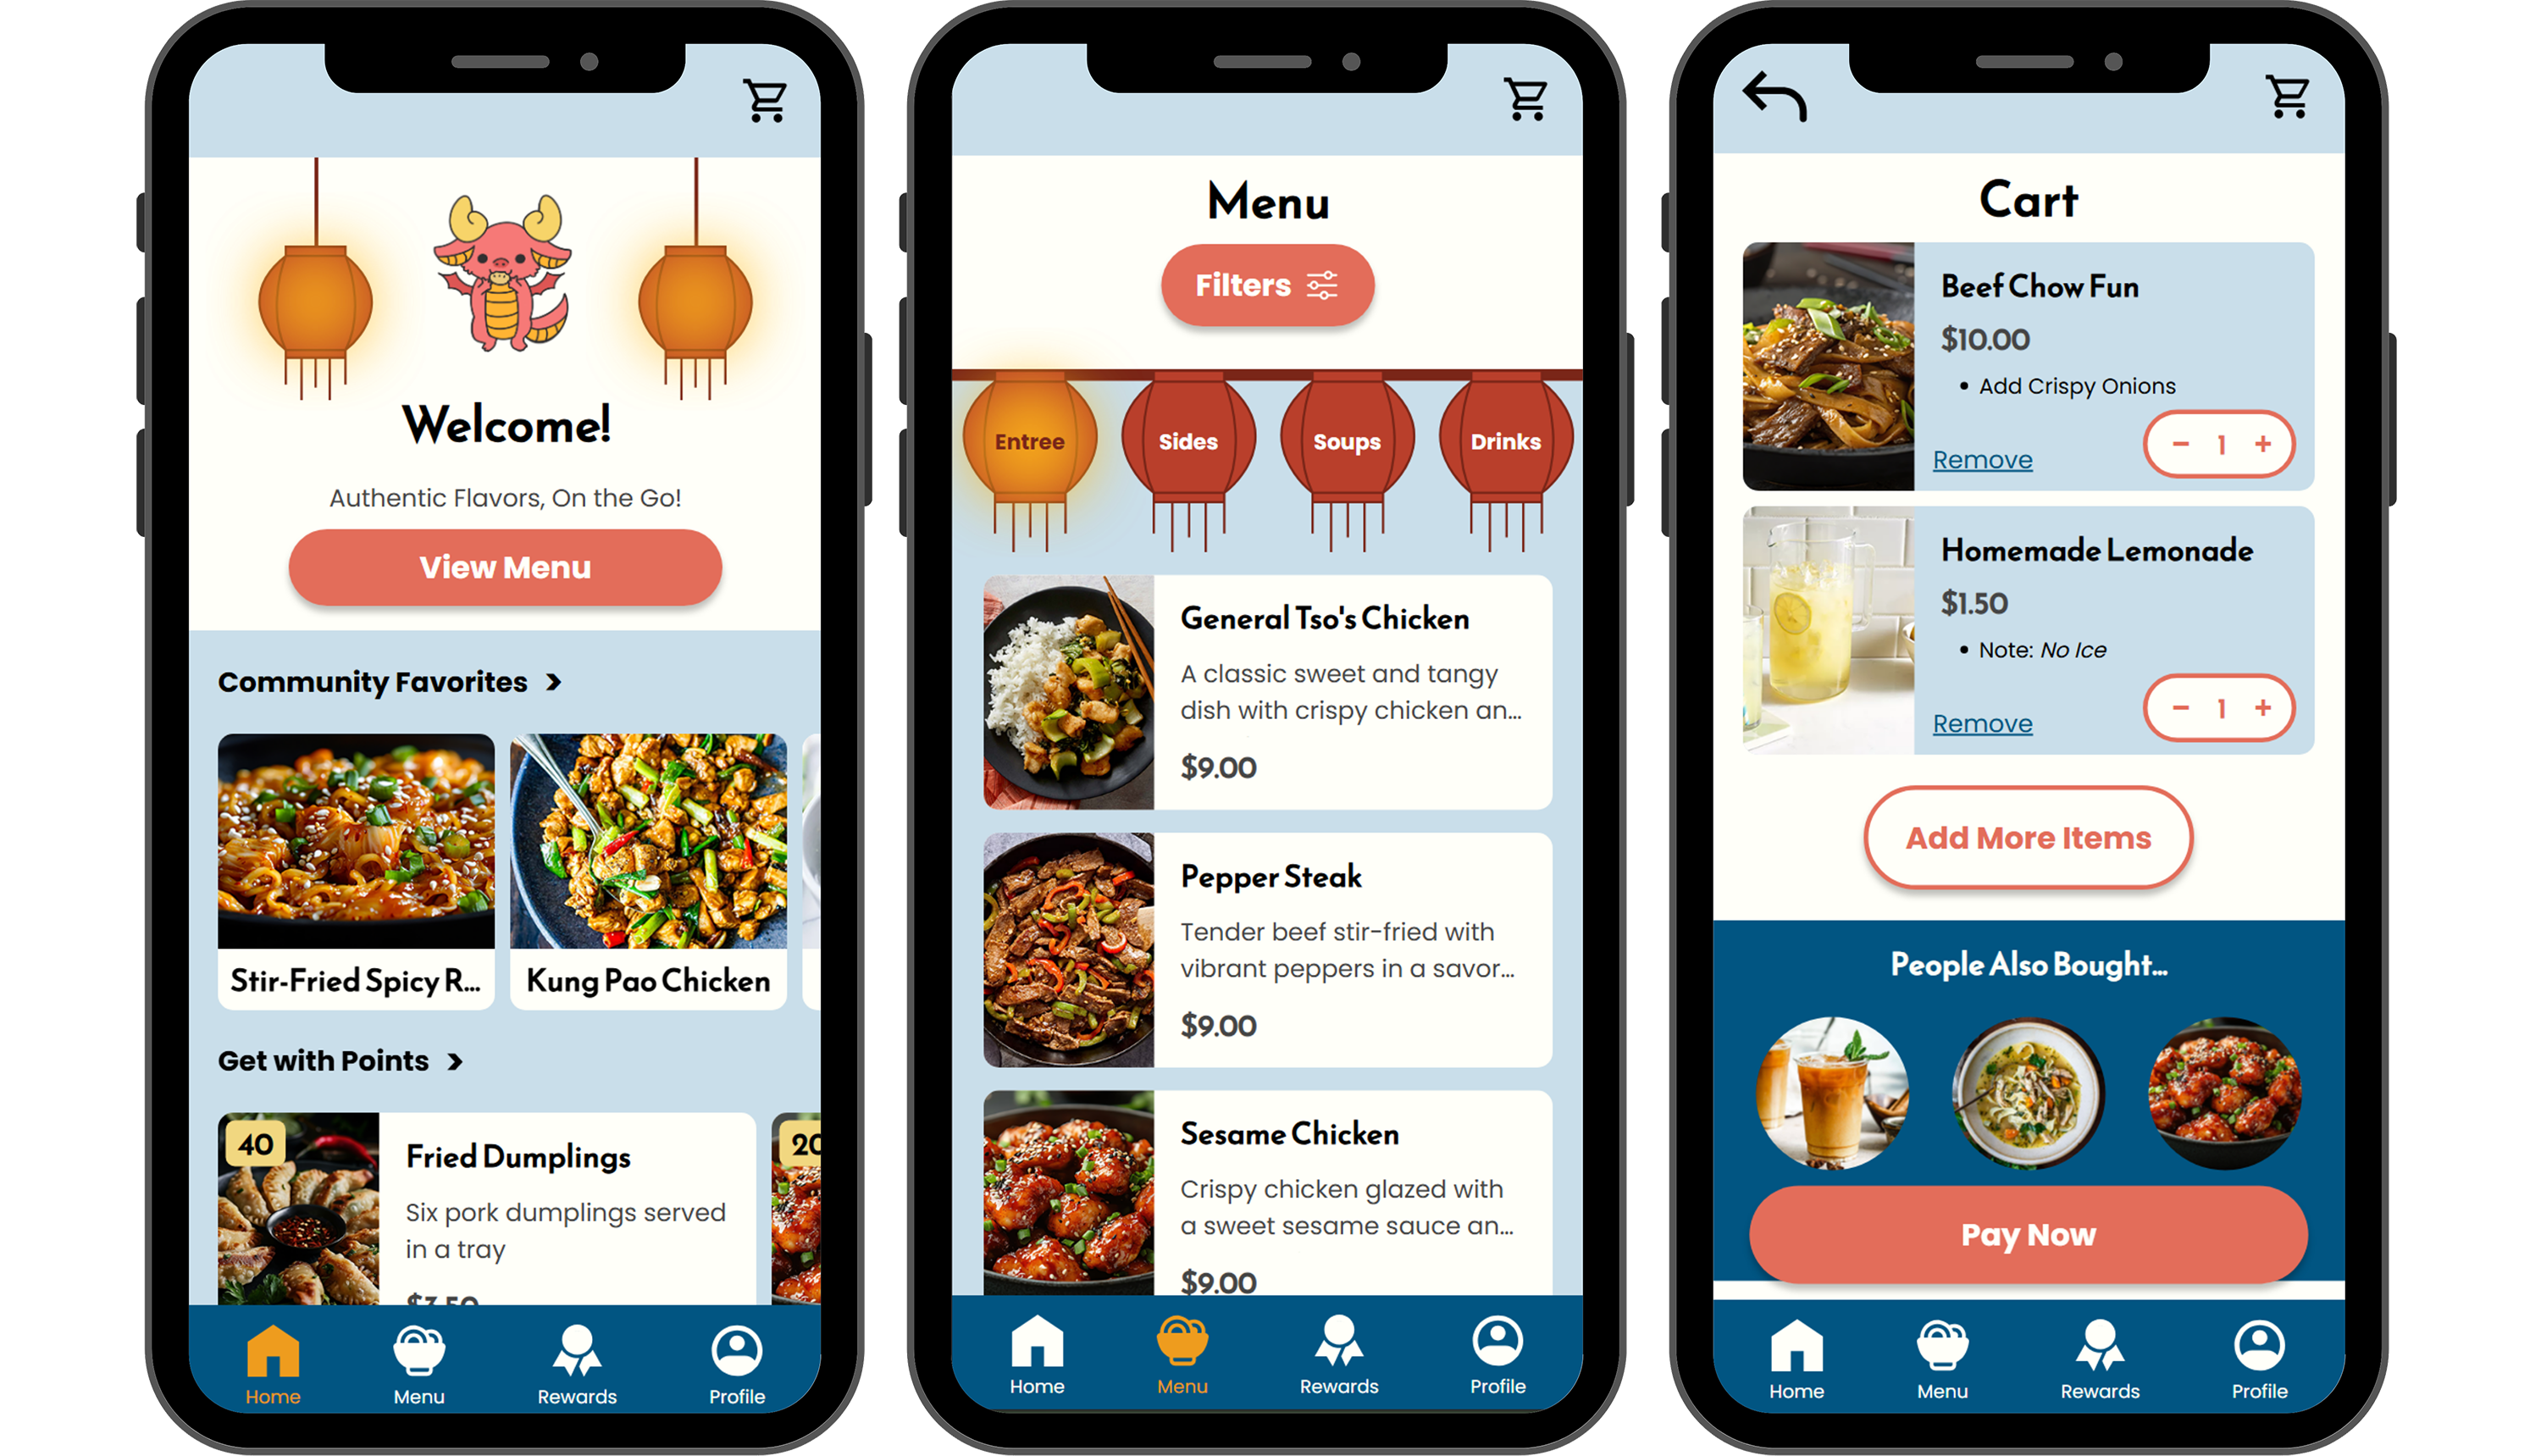 Welcome!
Authentic Flavors, On the Go!
View Menu
Community Favorites
Stir-Fried Spicy R...
Kung Pao Chicken
Get with Points
40
Fried Dumplings
Six pork dumplings served
in a tray
$3.50
20
Home
Menu
Rewards
Profile
Menu
Filters
Entree
Sides
Soups
Drinks
General Tso's Chicken
A classic sweet and tangy
dish with crispy chicken an...
$9.00
Pepper Steak
Tender beef stir-fried with
vibrant peppers in a savor...
$9.00
Sesame Chicken
Crispy chicken glazed with
a sweet sesame sauce an...
$9.00
Home
Menu
Rewards
Profile
Cart
Beef Chow Fun
$10.00
• Add Crispy Onions
Remove
− 1 +
Homemade Lemonade
$1.50
• Note: No Ice
Remove
− 1 +
Add More Items
People Also Bought...
Pay Now
Home
Menu
Rewards
Profile